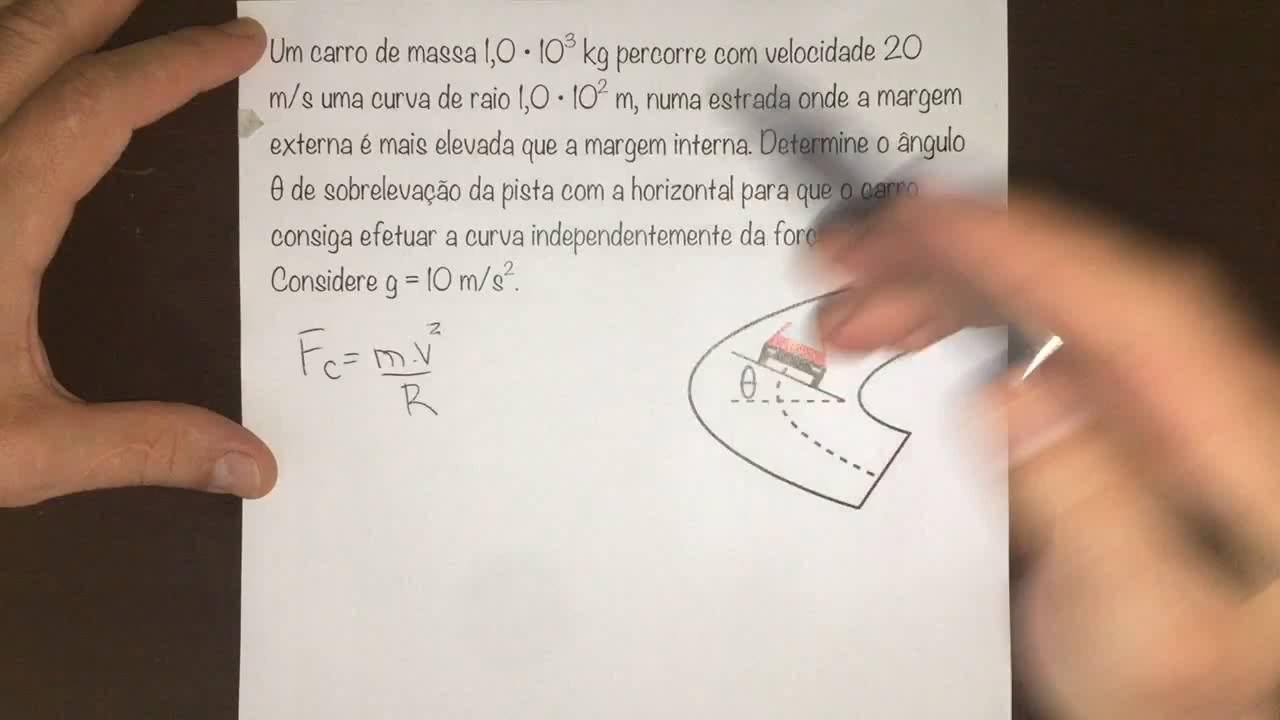 Um carro de massa 1,0 · 10³ kg percorre com velocidade 20
m/s uma curva de raio 1,0 · 10² m, numa estrada onde a margem
externa é mais elevada que a margem interna. Determine o ângulo
θ de sobrelevação da pista com a horizontal para que o carro
consiga efetuar a curva independentemente da
Considere g = 10 m/s².
Fc = m.v² / R
θ